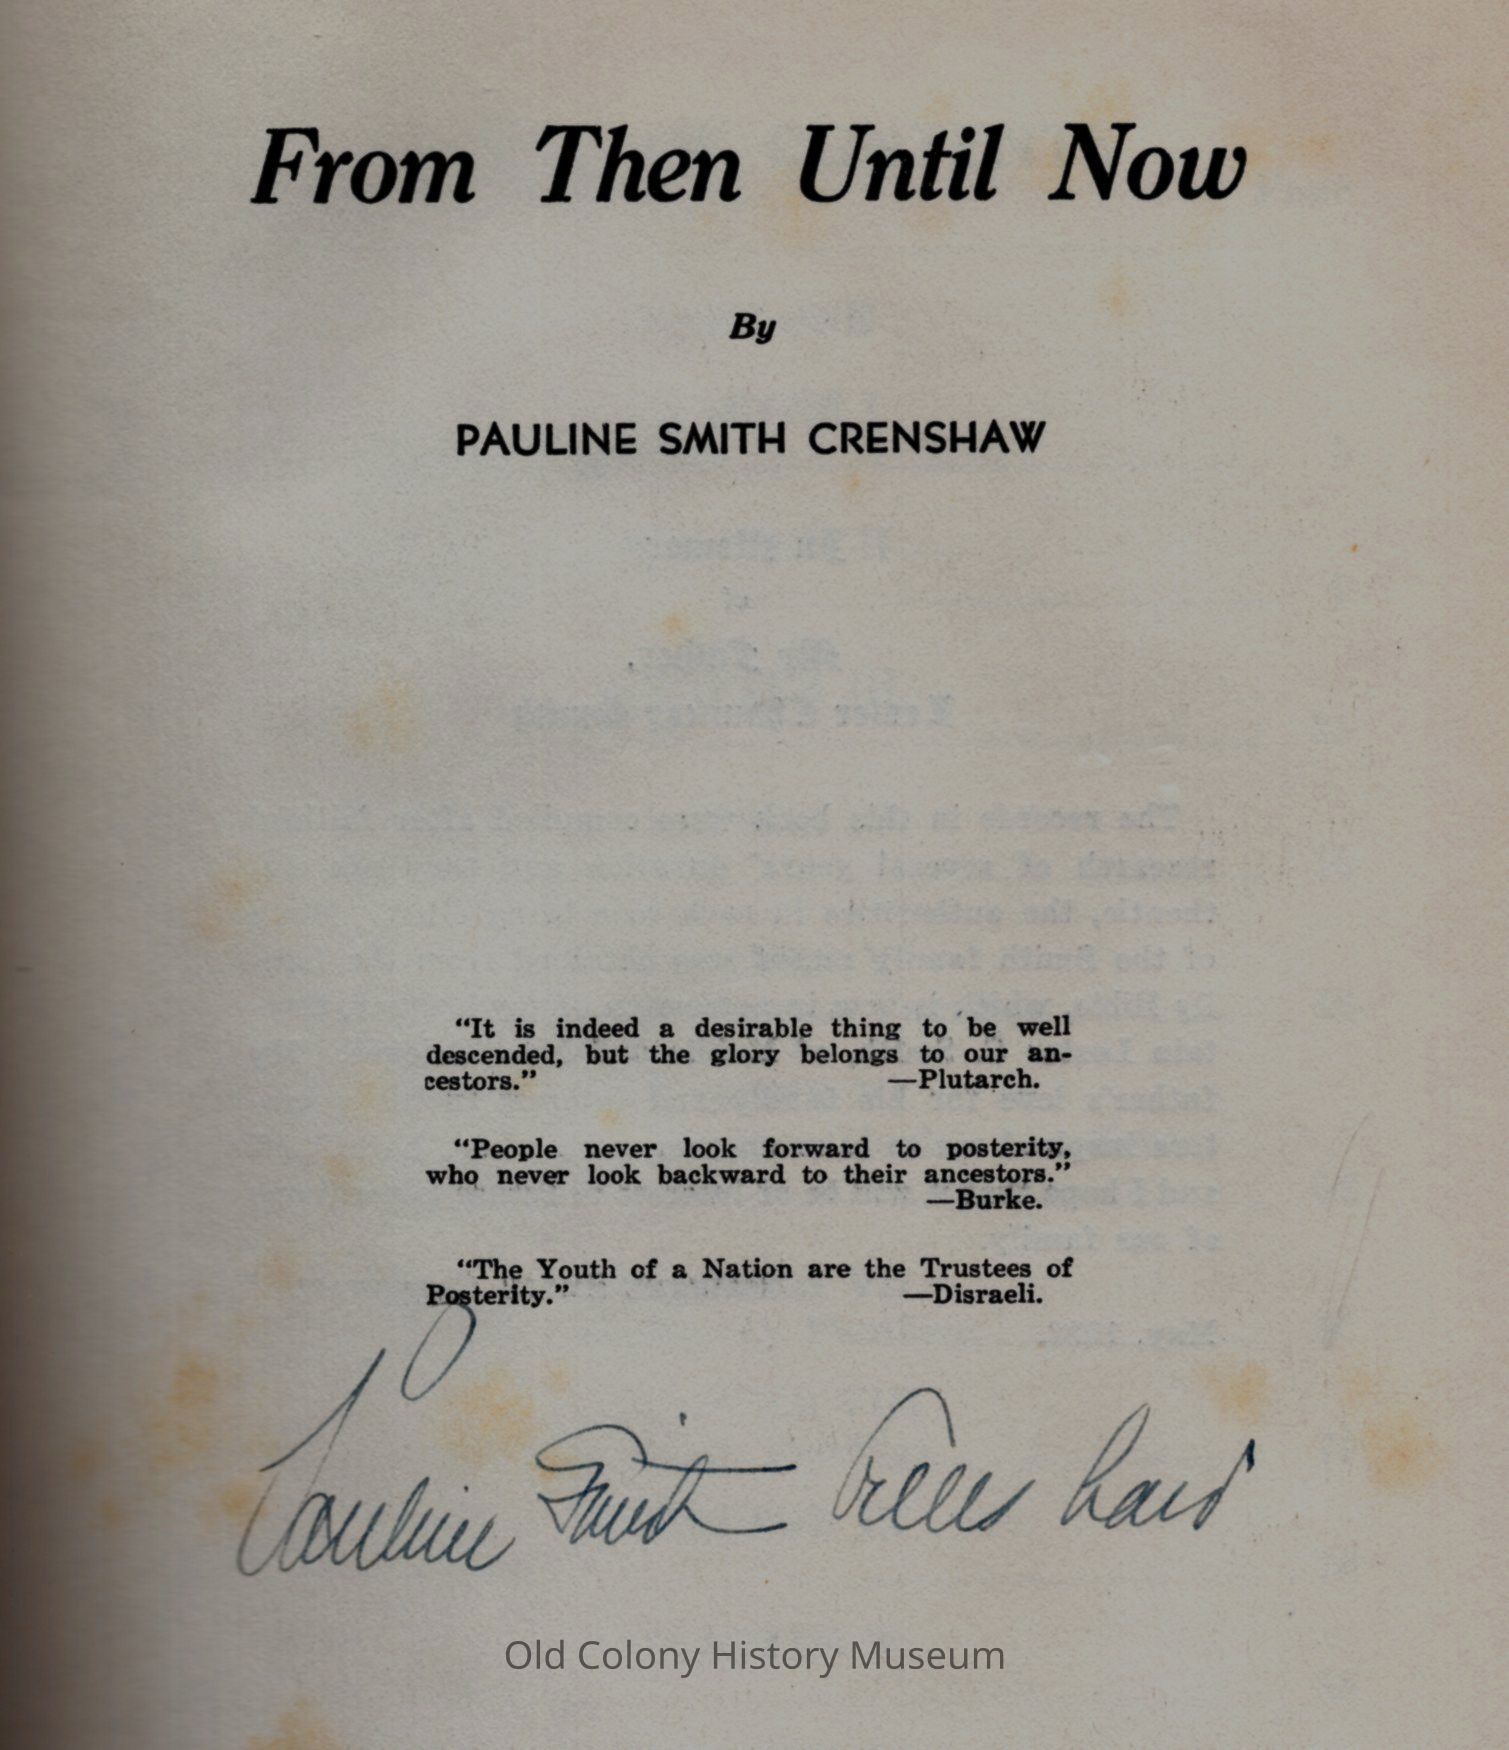 From Then Until Now
By
PAULINE SMITH CRENSHAW
"It is indeed a desirable thing to be well
descended, but the glory belongs to our an-
cestors." —Plutarch.
"People never look forward to posterity,
who never look backward to their ancestors."
—Burke.
"The Youth of a Nation are the Trustees of
Posterity." —Disraeli.
Pauline Smith Crenshaw
Old Colony History Museum